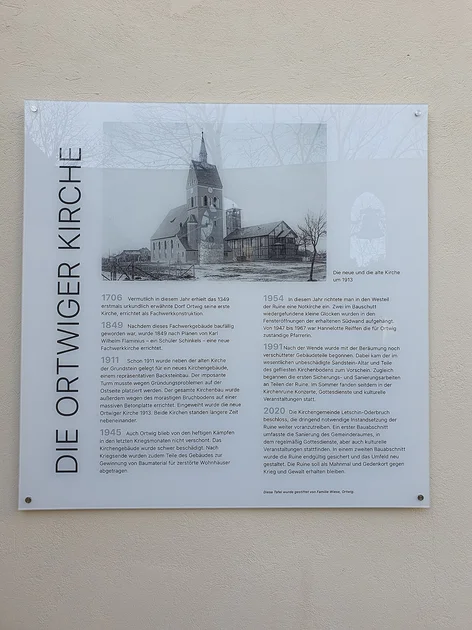 DIE ORTWIGER KIRCHE
Die neue und die alte Kirche
um 1913
1706 Vermutlich in diesem Jahr erhielt das 1349
erstmals urkundlich erwähnte Dorf Ortwig seine erste
Kirche, errichtet als Fachwerkkonstruktion.
1849 Nachdem dieses Fachwerkgebäude baufällig
geworden war, wurde 1849 nach Plänen von Karl
Wilhelm Flaminius – ein Schüler Schinkels – eine neue
Fachwerkkirche errichtet.
1911 Schon 1911 wurde neben der alten Kirche
der Grundstein gelegt für ein neues Kirchengebäude,
einem repräsentativen Backsteinbau. Der imposante
Turm musste wegen Gründungsproblemen auf der
Ostseite platziert werden. Der gesamte Kirchenbau wurde
außerdem wegen des morastigen Bruchbodens auf einer
massiven Betonplatte errichtet. Eingeweiht wurde die neue
Ortwiger Kirche 1913. Beide Kirchen standen längere Zeit
nebeneinander.
1945 Auch Ortwig blieb von den heftigen Kämpfen
in den letzten Kriegsmonaten nicht verschont. Das
Kirchengebäude wurde schwer beschädigt. Nach
Kriegsende wurden zudem Teile des Gebäudes zur
Gewinnung von Baumaterial für zerstörte Wohnhäuser
abgetragen.
1954 In diesem Jahr richtete man in den Westteil
der Ruine eine Notkirche ein. Zwei im Bauschutt
wiedergefundene kleine Glocken wurden in den
Fensteröffnungen der erhaltenen Südwand aufgehängt.
Von 1947 bis 1967 war Hannelotte Reiffen die für Ortwig
zuständige Pfarrerin.
1991 Nach der Wende wurde mit der Beräumung noch
verschütteter Gebäudeteile begonnen. Dabei kam der im
wesentlichen unbeschädigte Sandstein-Altar und Teile
des gefliesten Kirchenbodens zum Vorschein. Zugleich
begannen die ersten Sicherungs- und Sanierungsarbeiten
an Teilen der Ruine. Im Sommer fanden seitdem in der
Kirchenruine Konzerte, Gottesdienste und kulturelle
Veranstaltungen statt.
2020 Die Kirchengemeinde Letschin-Oderbruch
beschloss, die dringend notwendige Instandsetzung der
Ruine weiter voranzutreiben. Ein erster Bauabschnitt
umfasste die Sanierung des Gemeinderaumes, in
dem regelmäßig Gottesdienste, aber auch kulturelle
Veranstaltungen stattfinden. In einem zweiten Bauabschnitt
wurde die Ruine endgültig gesichert und das Umfeld neu
gestaltet. Die Ruine soll als Mahnmal und Gedenkort gegen
Krieg und Gewalt erhalten bleiben.
Diese Tafel wurde gestiftet von Familie Wiese, Ortwig.